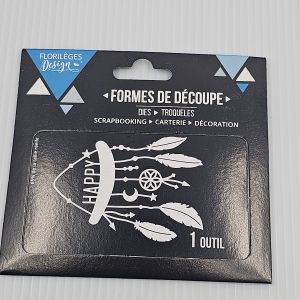 FLORILÈGES
Design
FORMES DE DÉCOUPE
DIES ▸ TROQUELES
SCRAPBOOKING ▸ CARTERIE ▸ DÉCORATION
HAPPY
1 OUTIL